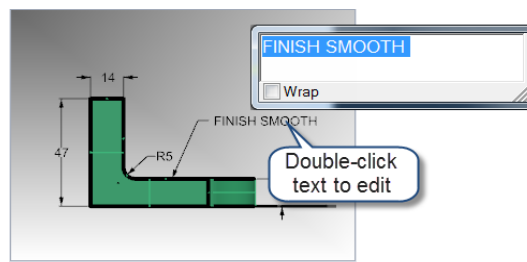 FINISH SMOOTH
Wrap
14
FINISH SMOOTH
47
R5
Double-click
text to edit